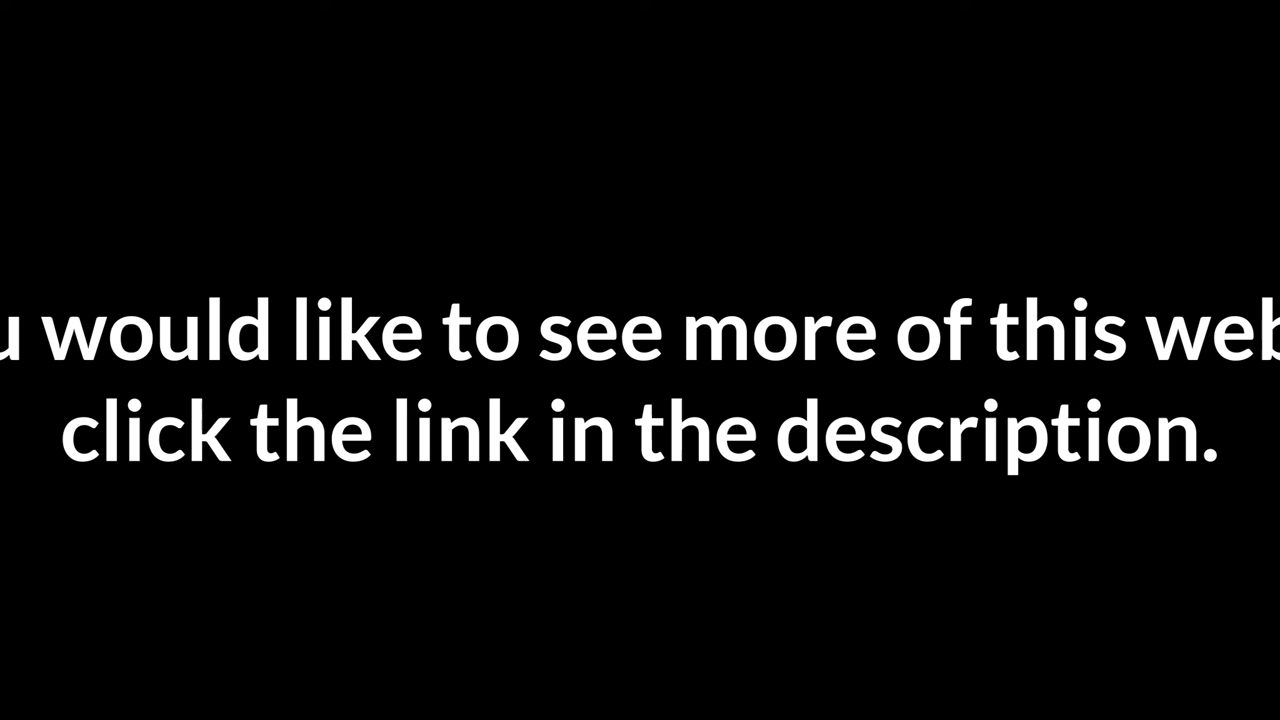 u would like to see more of this web
click the link in the description.